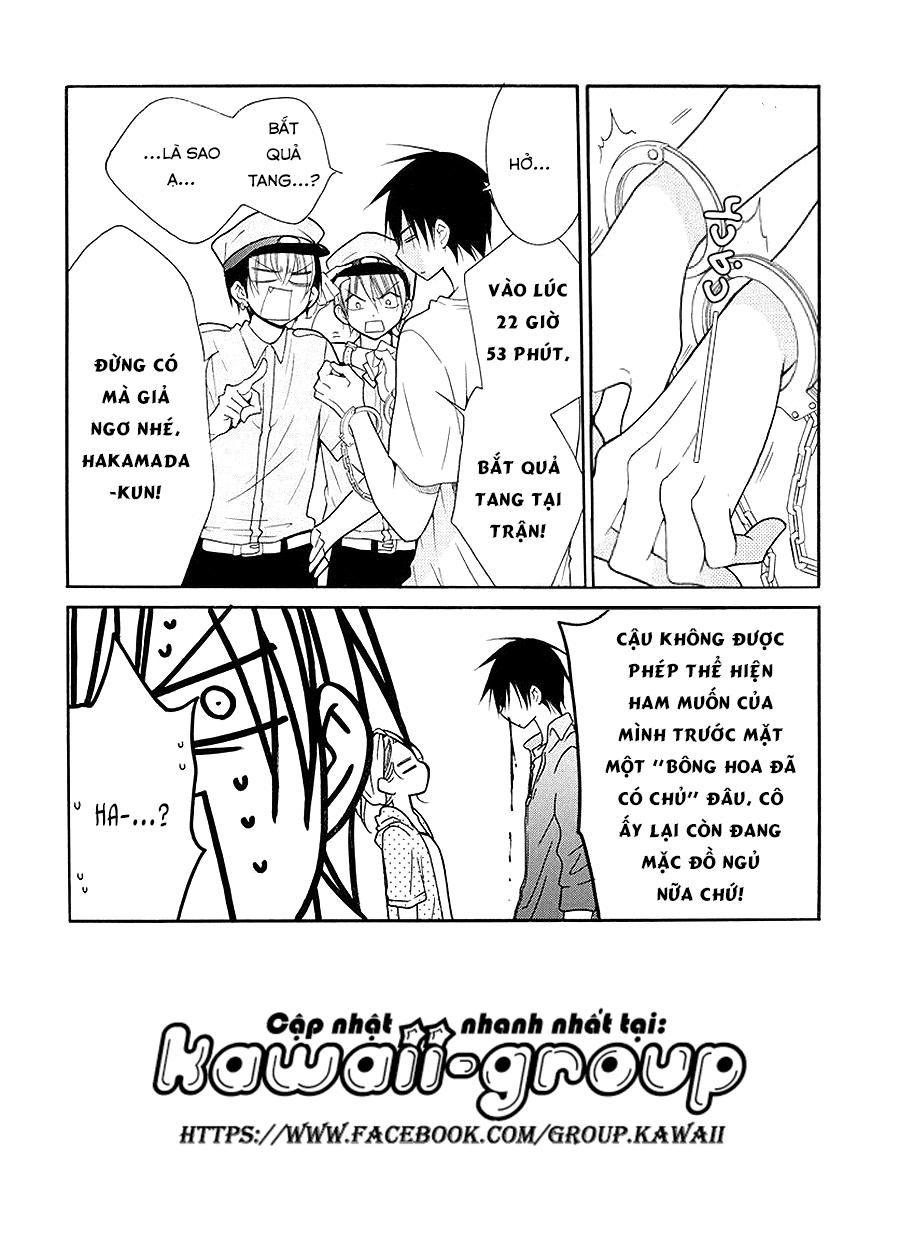 CẠCH
HỞ...
VÀO LÚC
22 GIỜ
53 PHÚT,
BẮT QUẢ
TANG TẠI
TRẬN!
BẮT
QUẢ
TANG...?
...LÀ SAO
Ạ...
ĐỪNG CÓ
MÀ GIẢ
NGƠ NHÉ,
HAKAMADA
-KUN!
CẬU KHÔNG ĐƯỢC
PHÉP THỂ HIỆN
HAM MUỐN CỦA
MÌNH TRƯỚC MẶT
MỘT "BÔNG HOA ĐÃ
CÓ CHỦ" ĐÂU, CÔ
ẤY LẠI CÒN ĐANG
MẶC ĐỒ NGỦ
NỮA CHỨ!
HA-...?
Cập nhật nhanh nhất tại:
kawaii-group
HTTPS://WWW.FACEBOOK.COM/GROUP.KAWAII